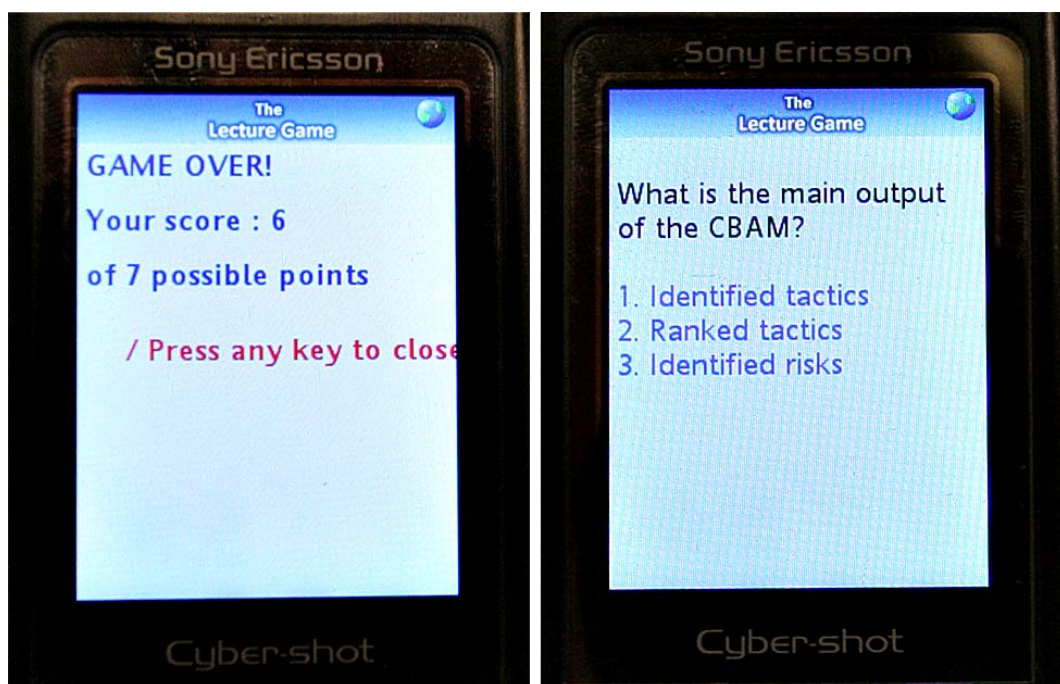 Sony Ericsson
The
Lecture Game
GAME OVER!
Your score : 6
of 7 possible points
/ Press any key to close
Cyber-shot
Sony Ericsson
The
Lecture Game
What is the main output
of the CBAM?
1. Identified tactics
2. Ranked tactics
3. Identified risks
Cyber-shot